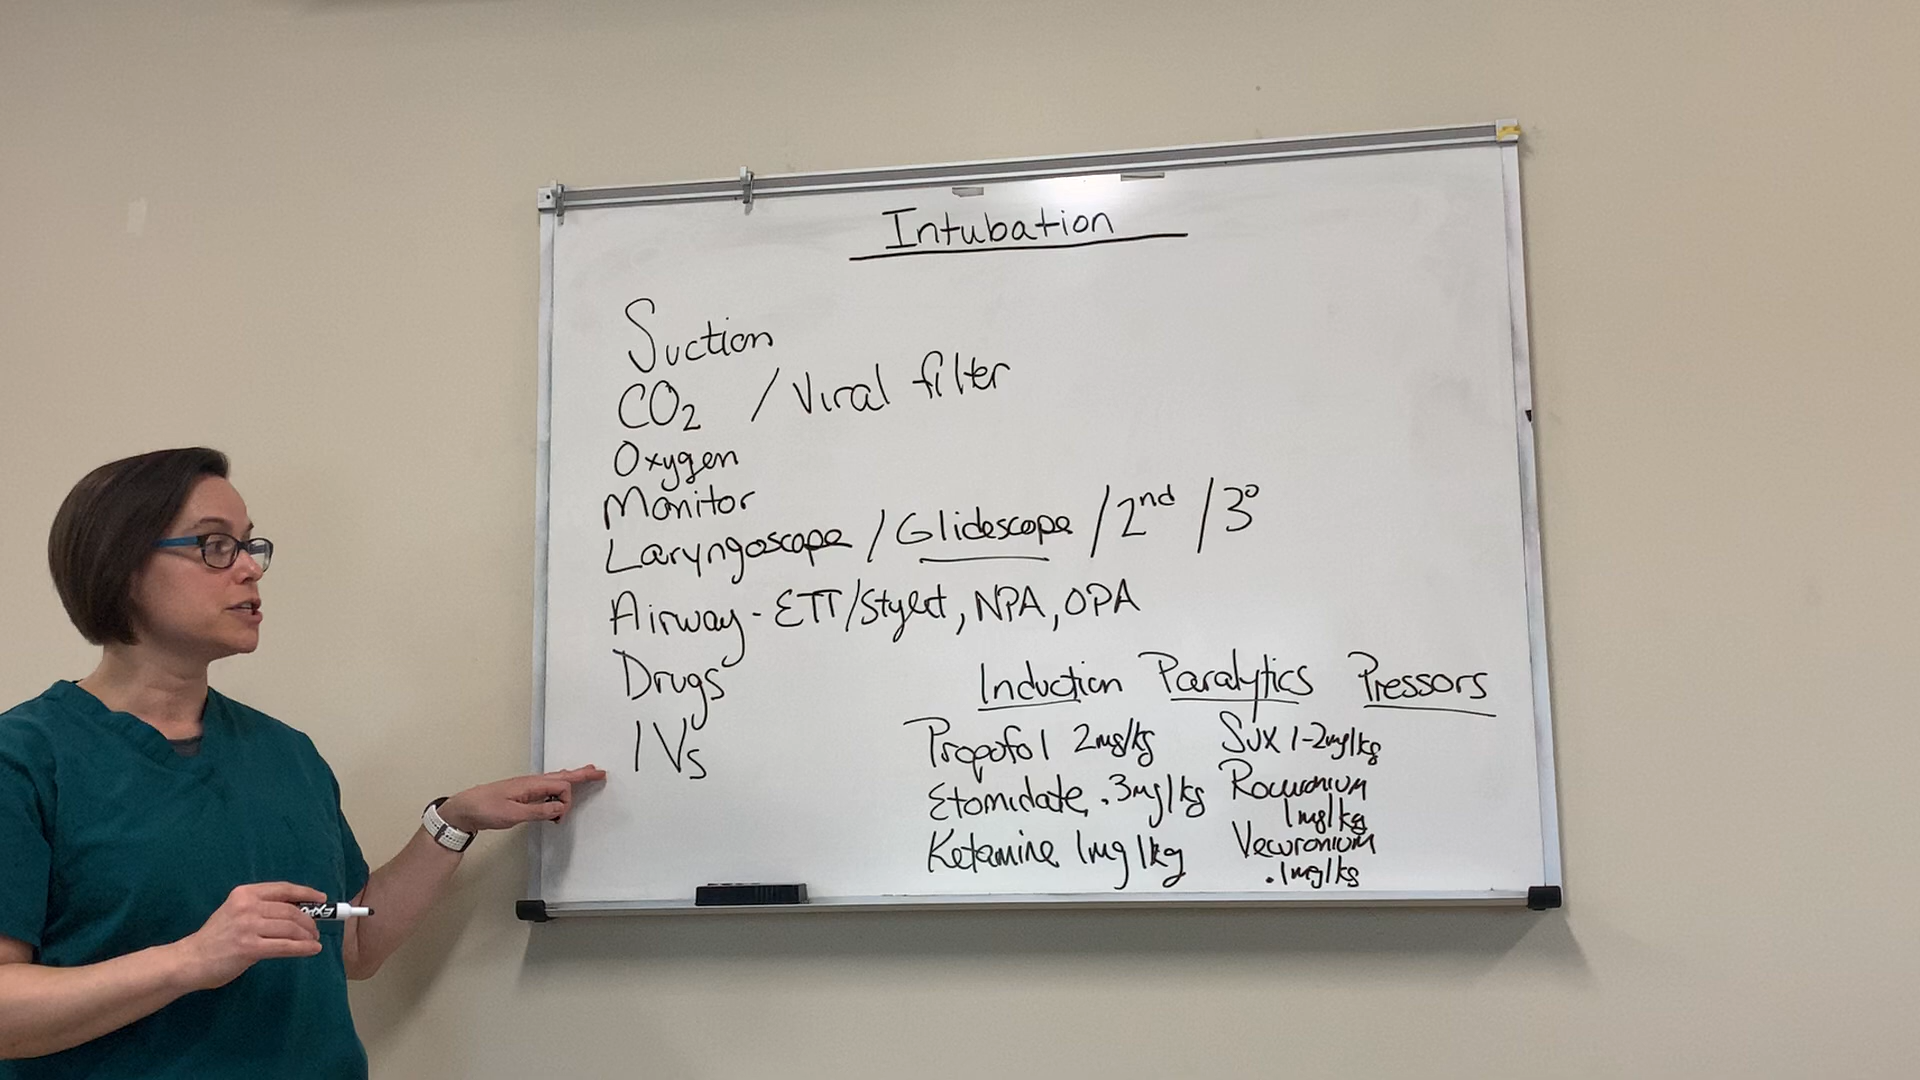 Intubation
Suction
CO2 / Viral filter
Oxygen
Monitor
Laryngoscope / Glidescope / 2nd / 3°
Airway - ETT/Stylet, NPA, OPA
Drugs
IVs
Induction Paralytics Pressors
Propofol 2mg/kg Sux 1-2mg/kg
Etomidate .3mg/kg Rocuronium
1mg/kg
Ketamine 1mg/kg Vecuronium
.1mg/kg
EXPO